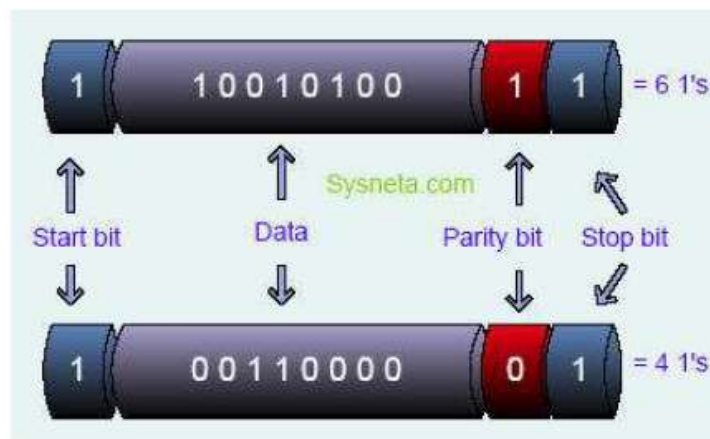 1 10010100 1 1 = 6 1's
Sysneta.com
Start bit Data Parity bit Stop bit
1 00110000 0 1 = 4 1's